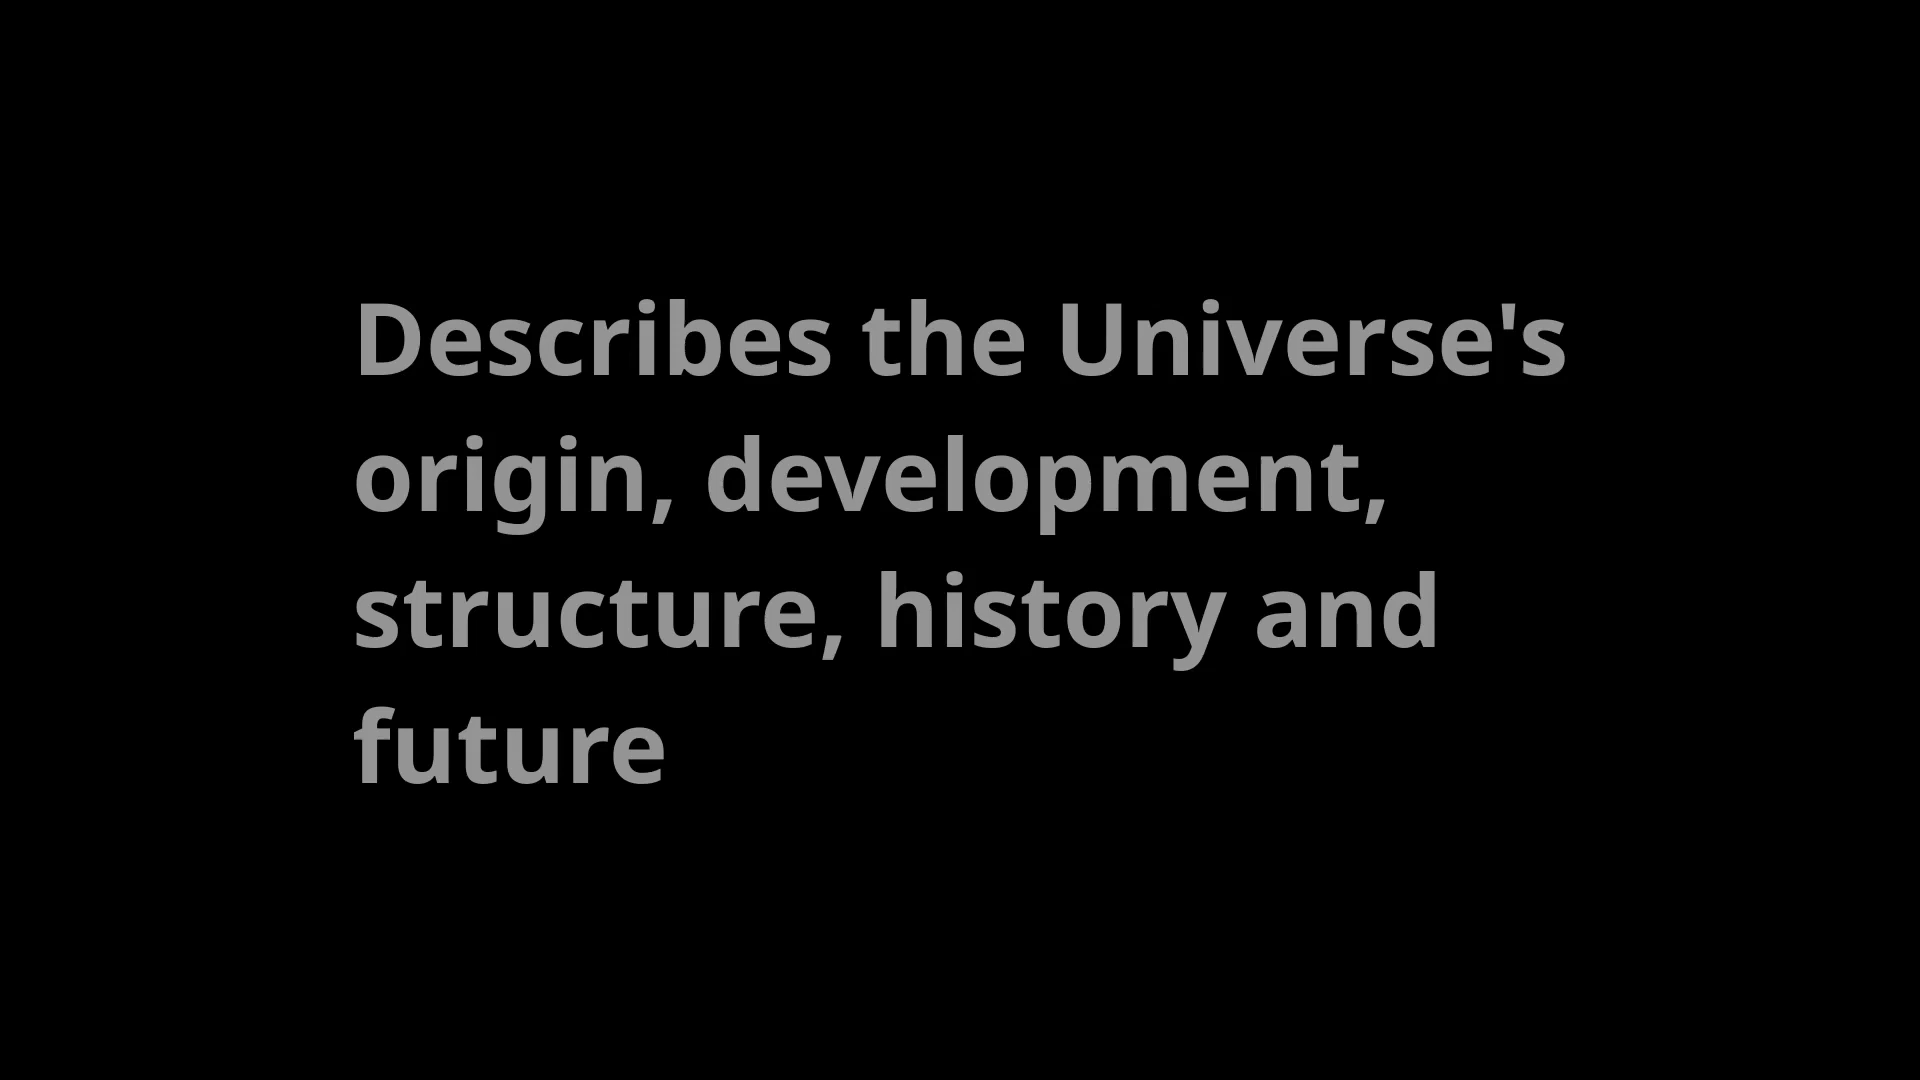 Describes the Universe's
origin, development,
structure, history and
future